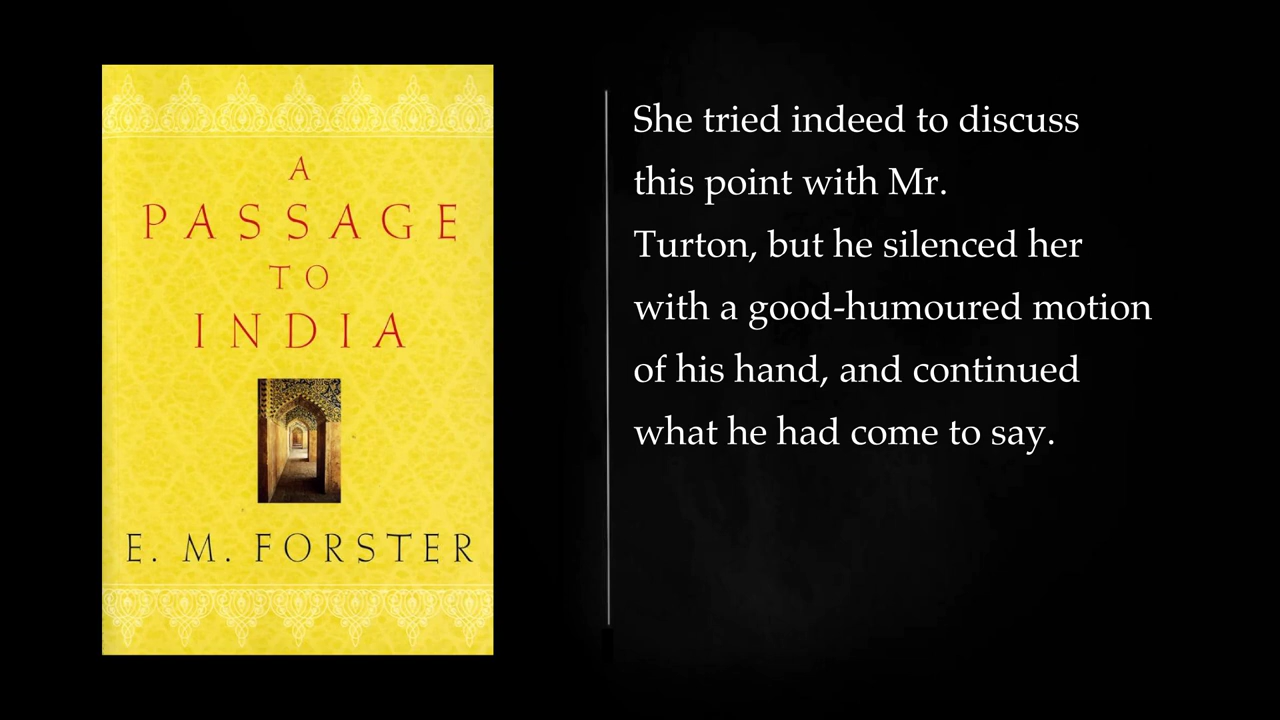 A
PASSAGE
TO
INDIA
E. M. FORSTER
She tried indeed to discuss
this point with Mr.
Turton, but he silenced her
with a good-humoured motion
of his hand, and continued
what he had come to say.